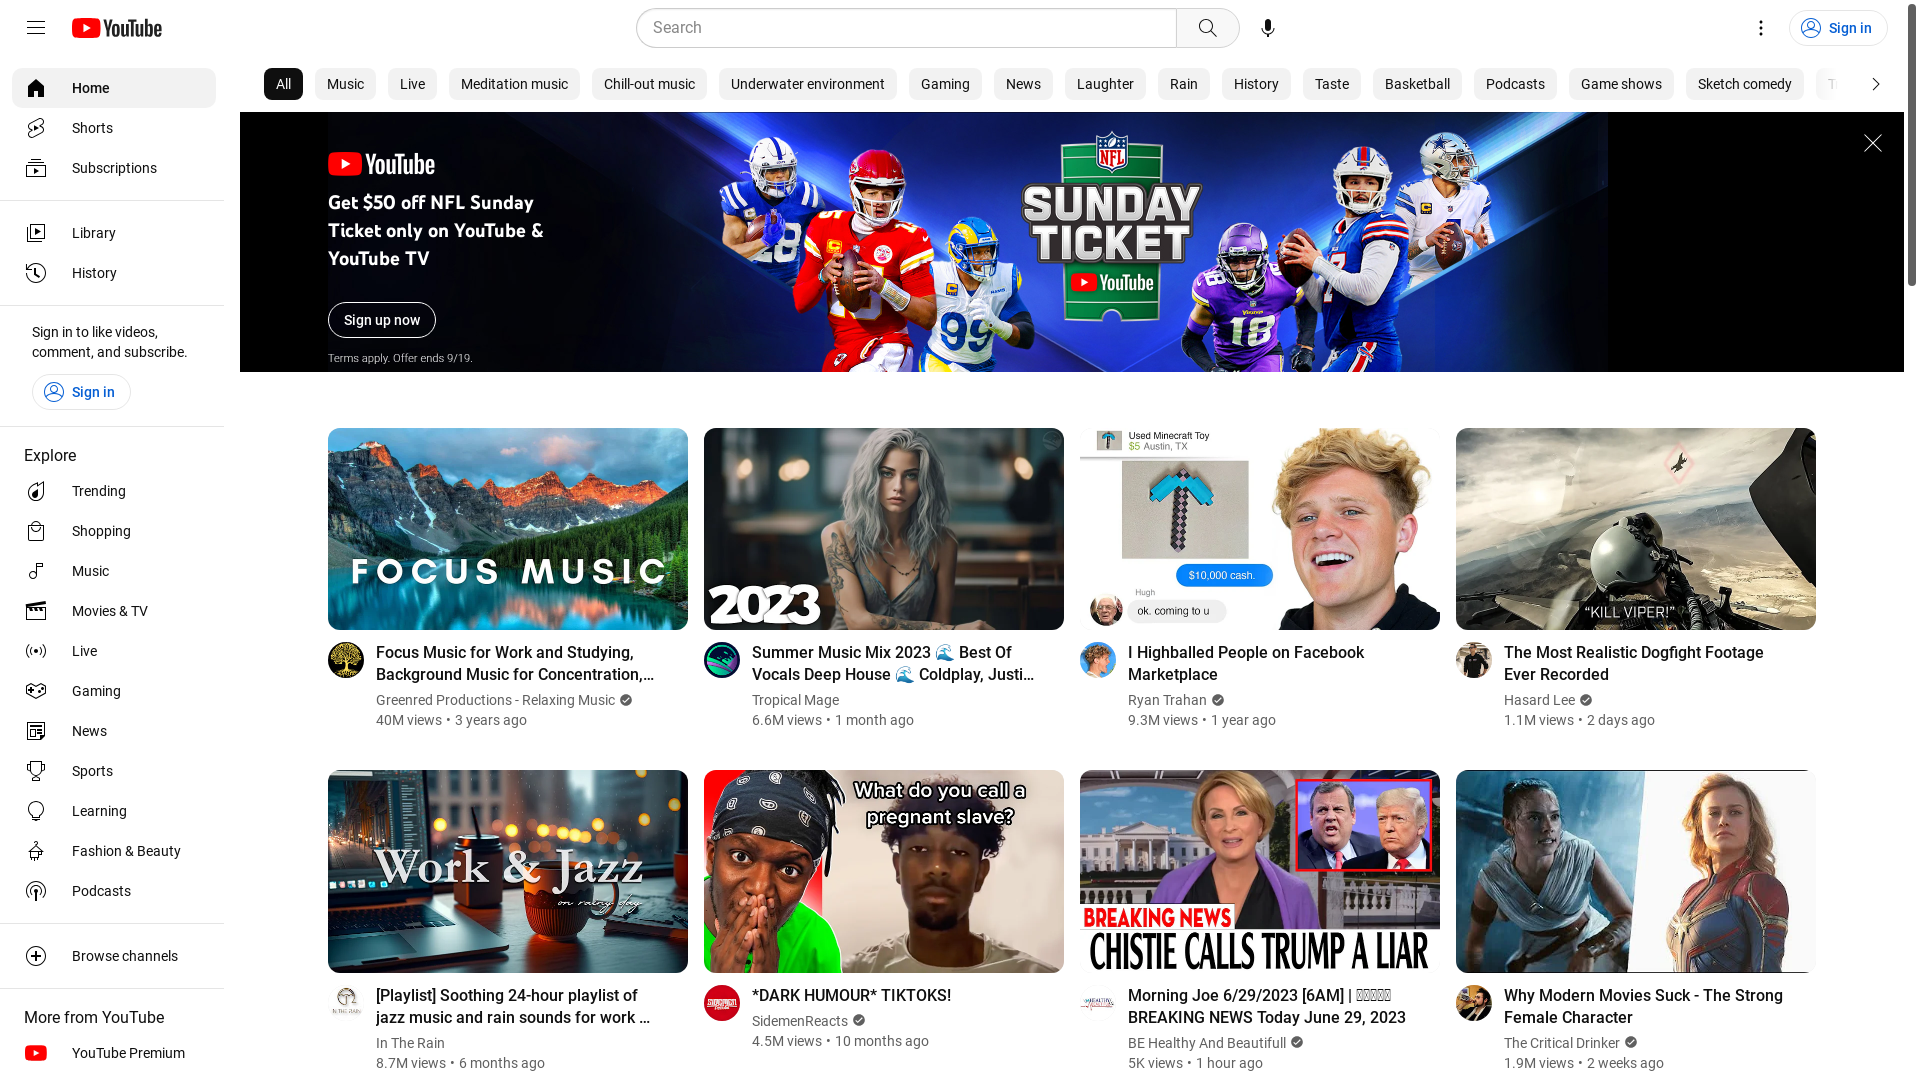 YouTube
Search
Sign in
Home
Shorts
Subscriptions
Library
History
Sign in to like videos,
comment, and subscribe.
Sign in
Explore
Trending
Shopping
Music
Movies & TV
Live
Gaming
News
Sports
Learning
Fashion & Beauty
Podcasts
Browse channels
More from YouTube
YouTube Premium
All
Music
Live
Meditation music
Chill-out music
Underwater environment
Gaming
News
Laughter
Rain
History
Taste
Basketball
Podcasts
Game shows
Sketch comedy
YouTube
Get $50 off NFL Sunday
Ticket only on YouTube &
YouTube TV
Sign up now
Terms apply. Offer ends 9/19.
NFL
SUNDAY
TICKET
YouTube
99
18
FOCUS MUSIC
Focus Music for Work and Studying,
Background Music for Concentration,...
Greenred Productions - Relaxing Music
40M views • 3 years ago
2023
Summer Music Mix 2023 🌊 Best Of
Vocals Deep House 🌊 Coldplay, Justi...
Tropical Mage
6.6M views • 1 month ago
Used Minecraft Toy
$5 Austin, TX
$10,000 cash.
Hugh
ok. coming to u
I Highballed People on Facebook
Marketplace
Ryan Trahan
9.3M views • 1 year ago
"KILL VIPER!"
The Most Realistic Dogfight Footage
Ever Recorded
Hasard Lee
1.1M views • 2 days ago
Work & Jazz
on rainy day
[Playlist] Soothing 24-hour playlist of
jazz music and rain sounds for work ...
In The Rain
8.7M views • 6 months ago
What do you call a
pregnant slave?
*DARK HUMOUR* TIKTOKS!
SidemenReacts
4.5M views • 10 months ago
BREAKING NEWS
CHISTIE CALLS TRUMP A LIAR
Morning Joe 6/29/2023 [6AM] |
BREAKING NEWS Today June 29, 2023
BE Healthy And Beautifull
5K views • 1 hour ago
Why Modern Movies Suck - The Strong
Female Character
The Critical Drinker
1.9M views • 2 weeks ago